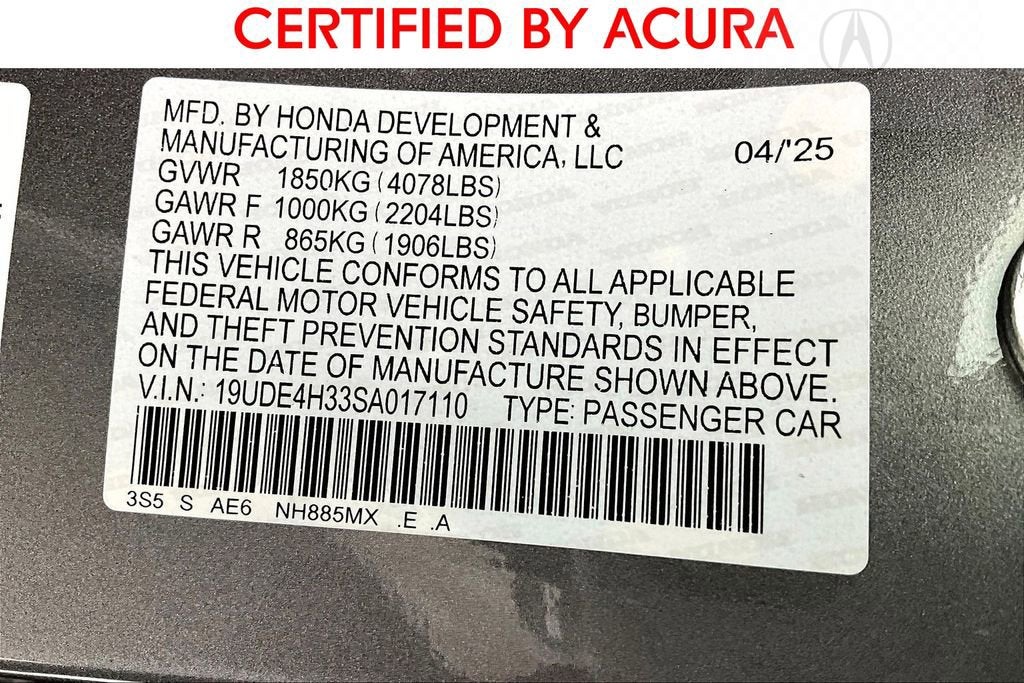 CERTIFIED BY ACURA
MFD. BY HONDA DEVELOPMENT &
MANUFACTURING OF AMERICA, LLC 04/'25
GVWR 1850KG (4078LBS)
GAWR F 1000KG (2204LBS)
GAWR R 865KG (1906LBS)
THIS VEHICLE CONFORMS TO ALL APPLICABLE
FEDERAL MOTOR VEHICLE SAFETY, BUMPER,
AND THEFT PREVENTION STANDARDS IN EFFECT
ON THE DATE OF MANUFACTURE SHOWN ABOVE.
V.I.N.: 19UDE4H33SA017110 TYPE: PASSENGER CAR
3S5 S AE6 NH885MX .E .A